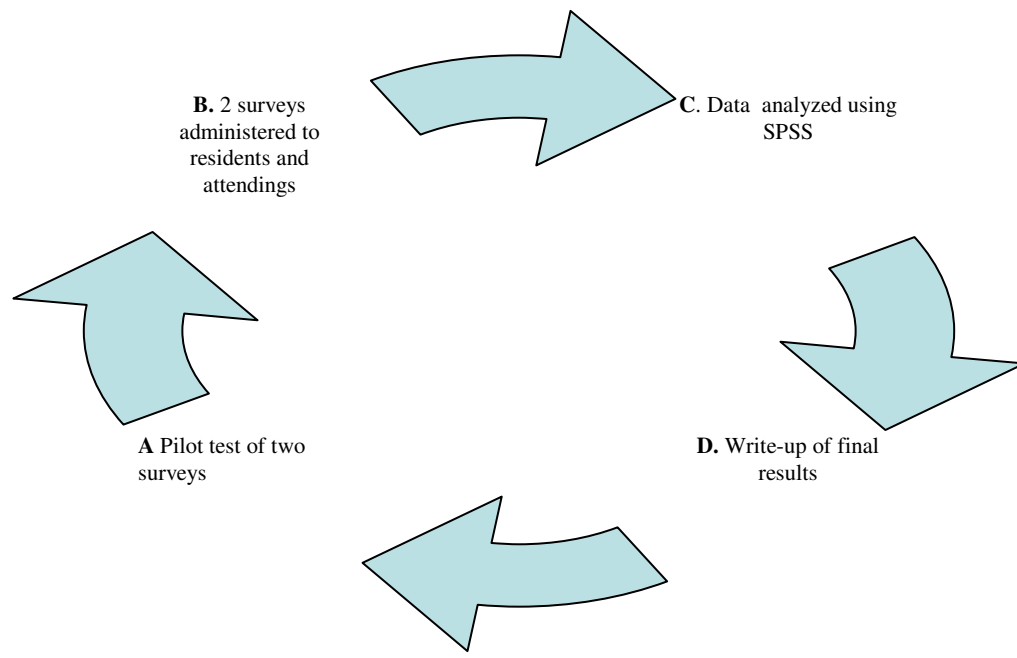 B. 2 surveys
administered to
residents and
attendings
C. Data analyzed using
SPSS
A Pilot test of two
surveys
D. Write-up of final
results